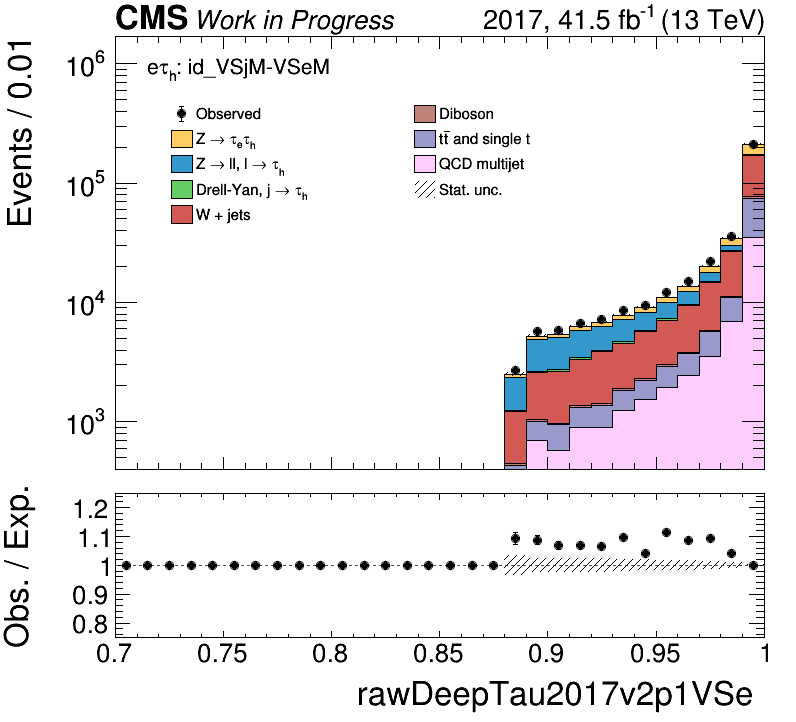 CMS Work in Progress 2017, 41.5 fb⁻¹ (13 TeV)
Events / 0.01
10⁶
10⁵
10⁴
10³
eτₕ: id_VSjM-VSeM
Observed
Z → τₑτₕ
Z → ll, l → τₕ
Drell-Yan, j → τₕ
W + jets
Diboson
tt̄ and single t
QCD multijet
Stat. unc.
Obs. / Exp.
1.2
1.1
1
0.9
0.8
0.7 0.75 0.8 0.85 0.9 0.95 1
rawDeepTau2017v2p1VSe